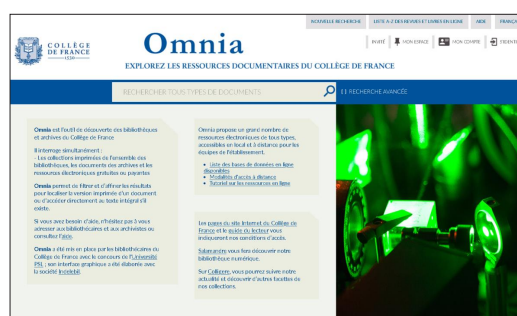 NOUVELLE RECHERCHE LISTE A-Z DES REVUES ET LIVRES EN LIGNE AIDE FRANÇA
COLLÈGE
DE FRANCE
1530
Omnia
EXPLOREZ LES RESSOURCES DOCUMENTAIRES DU COLLÈGE DE FRANCE
INVITÉ MON ESPACE MON COMPTE S'IDENTI
RECHERCHER TOUS TYPES DE DOCUMENTS
RECHERCHE AVANCÉE
Omnia est l'outil de découverte des bibliothèques
et archives du Collège de France
Il interroge simultanément :
- Les collections imprimées de l'ensemble des
bibliothèques, les documents des archives et les
ressources électroniques gratuites ou payantes
Omnia permet de filtrer et d'affiner les résultats
pour localiser la version imprimée d'un document
ou d'accéder directement au texte intégral s'il
existe.
Si vous avez besoin d'aide, n'hésitez pas à vous
adresser aux bibliothécaires et aux archivistes ou
consultez l'aide.
Omnia a été mis en place par les bibliothécaires du
Collège de France avec le concours de l'Université
PSL ; son interface graphique a été élaborée avec
la société Indélébil.
Omnia propose un grand nombre de
ressources électroniques de tous types,
accessibles en local et à distance pour les
équipes de l'établissement.
• Liste des bases de données en ligne
disponibles
• Modalités d'accès à distance
• Tutoriel sur les ressources en ligne
Les pages du site Internet du Collège de
France et le guide du lecteur vous
indiqueront nos conditions d'accès.
Salamandre vous fera découvrir notre
bibliothèque numérique.
Sur Colligere, vous pourrez suivre notre
actualité et découvrir d'autres facettes de
nos collections.